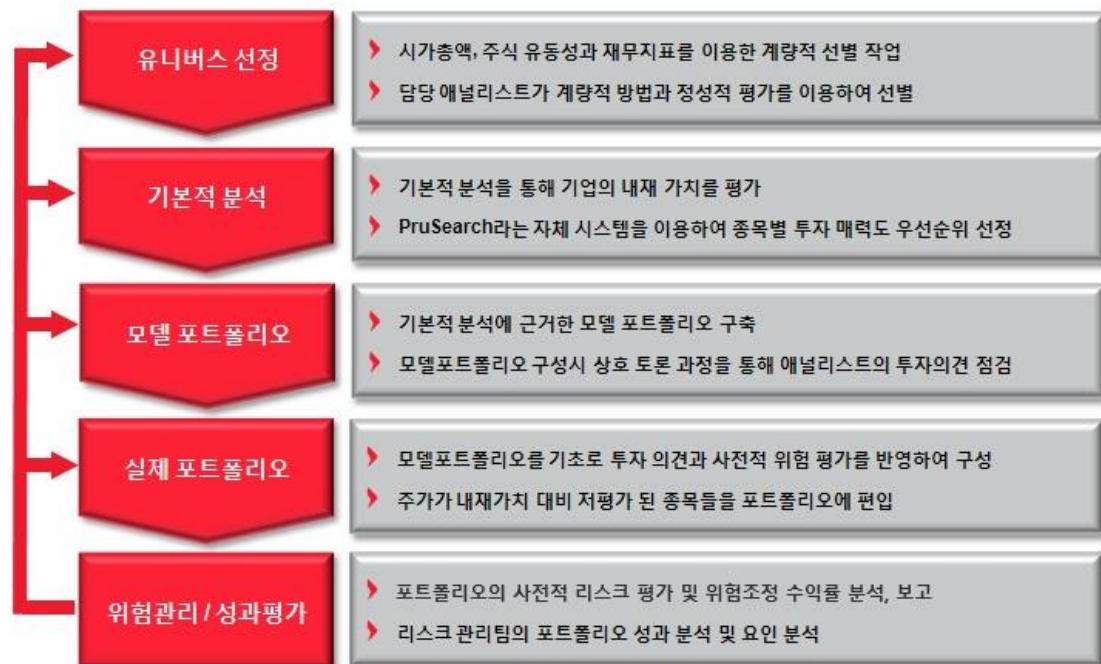 유니버스 선정
시가총액, 주식 유동성과 재무지표를 이용한 계량적 선별 작업
담당 애널리스트가 계량적 방법과 정성적 평가를 이용하여 선별
기본적 분석
기본적 분석을 통해 기업의 내재 가치를 평가
PruSearch라는 자체 시스템을 이용하여 종목별 투자 매력도 우선순위 선정
모델 포트폴리오
기본적 분석에 근거한 모델 포트폴리오 구축
모델포트폴리오 구성시 상호 토론 과정을 통해 애널리스트의 투자의견 점검
실제 포트폴리오
모델포트폴리오를 기초로 투자 의견과 사전적 위험 평가를 반영하여 구성
주가가 내재가치 대비 저평가 된 종목들을 포트폴리오에 편입
위험관리 / 성과평가
포트폴리오의 사전적 리스크 평가 및 위험조정 수익률 분석, 보고
리스크 관리팀의 포트폴리오 성과 분석 및 요인 분석